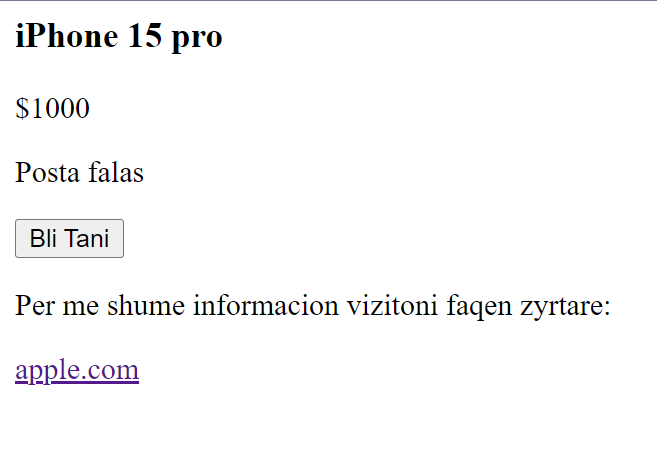 iPhone 15 pro
$1000
Posta falas
Bli Tani
Per me shume informacion vizitoni faqen zyrtare:
apple.com